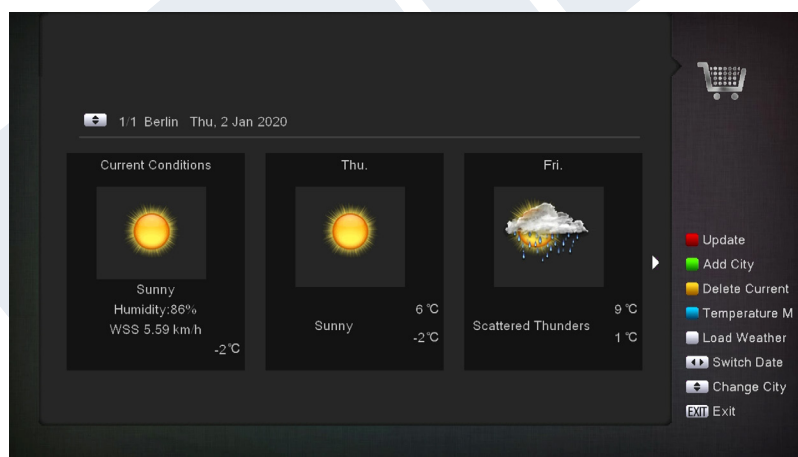 1/1 Berlin Thu, 2 Jan 2020
Current Conditions
Sunny
Humidity:86%
WSS 5.59 km/h
-2℃
Thu.
Sunny
6 ℃
-2℃
Fri.
Scattered Thunders
9 ℃
1 ℃
Update
Add City
Delete Current
Temperature M
Load Weather
Switch Date
Change City
EXIT Exit